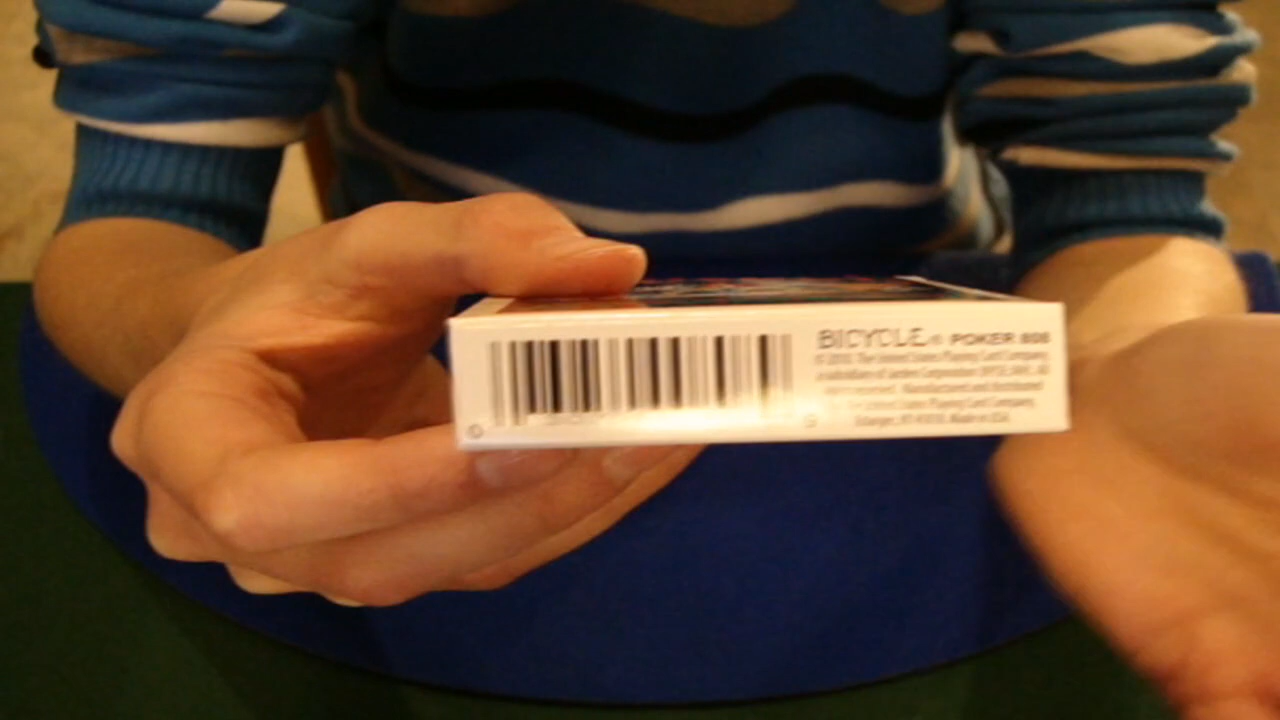 BICYCLE® POKER 808
© 2010. The United States Playing Card Company,
a subsidiary of Jarden Corporation (NYSE: JAH). All
rights reserved. Manufactured and distributed
by The United States Playing Card Company,
Erlanger, KY 41018. Made in USA.
0